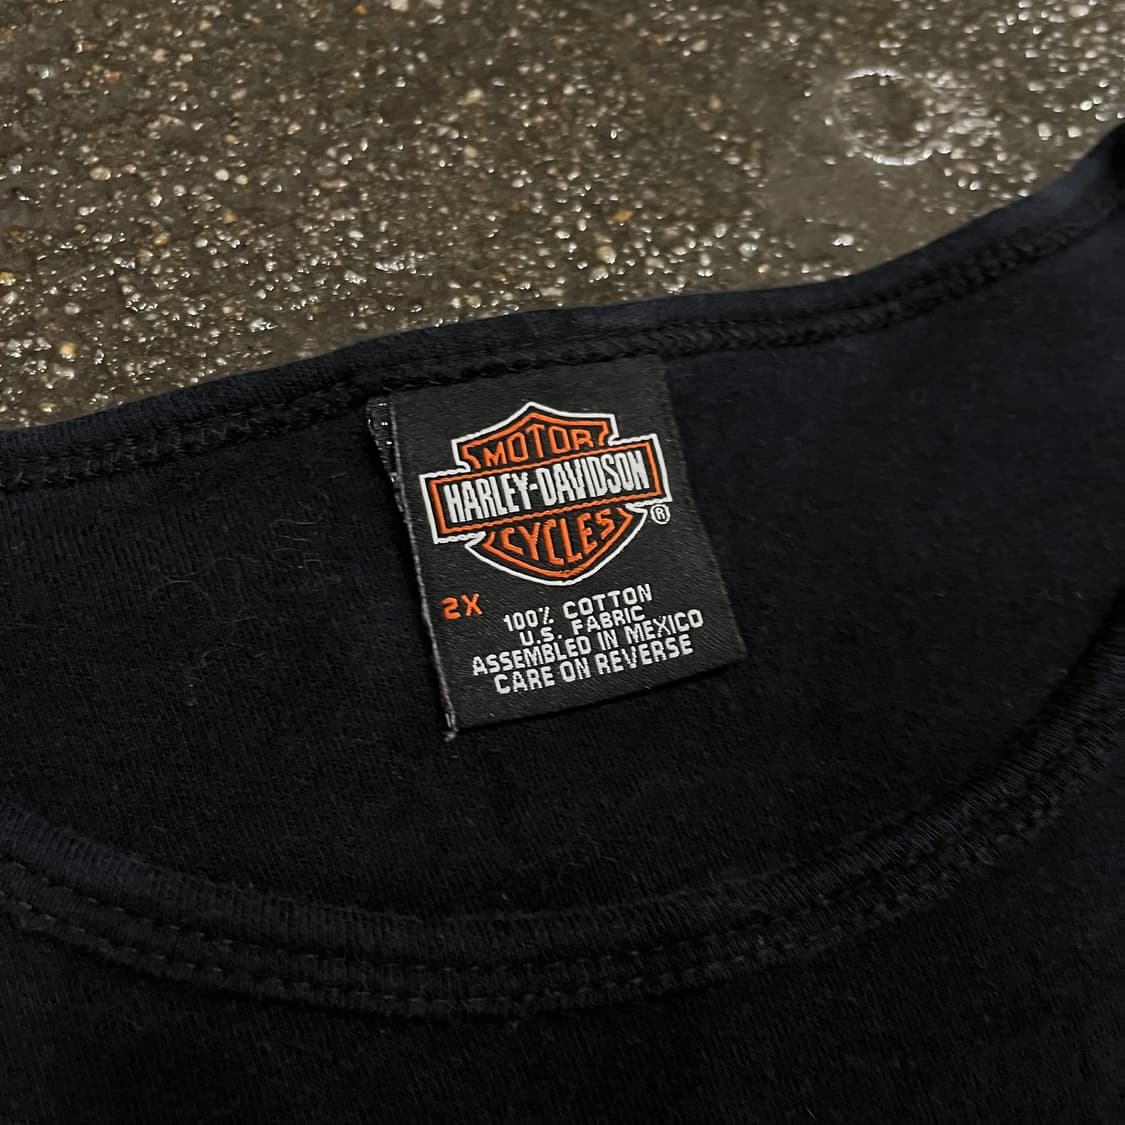 MOTOR
HARLEY-DAVIDSON
CYCLES
®
2X
100% COTTON
U.S. FABRIC
ASSEMBLED IN MEXICO
CARE ON REVERSE